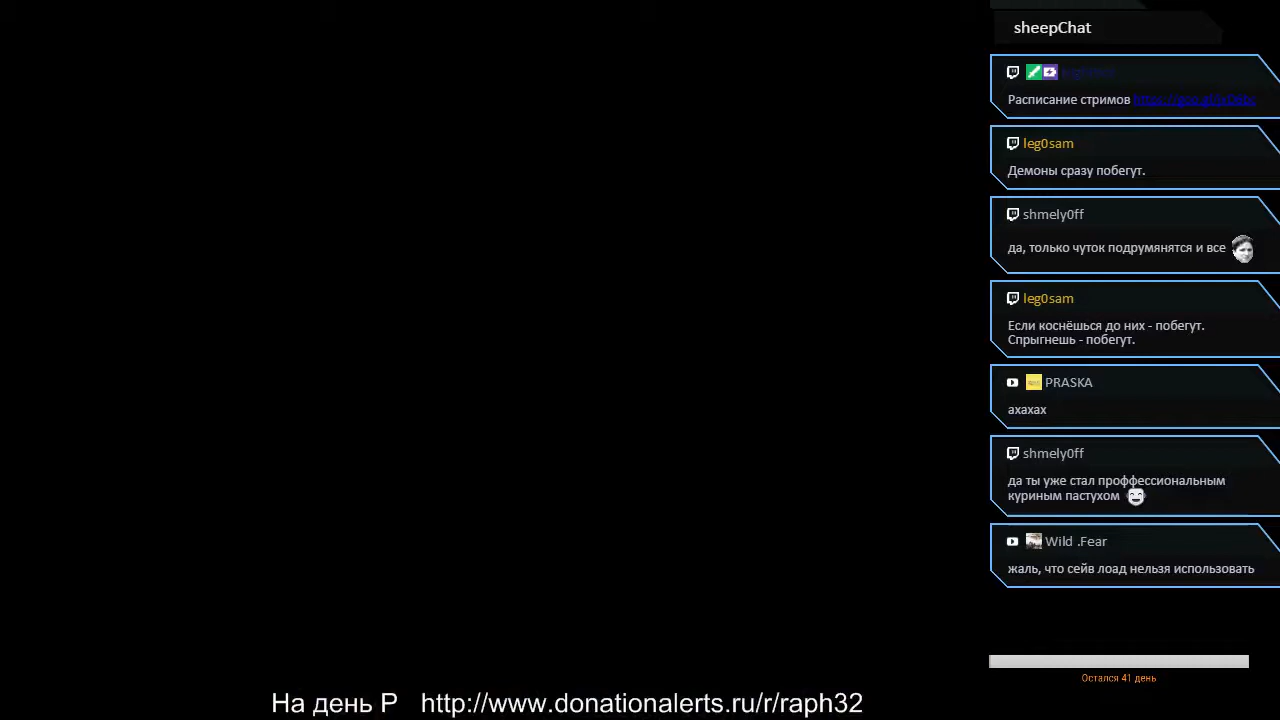 sheepChat
Расписание стримов
leg0sam
Демоны сразу побегут.
shmely0ff
да, только чуток подрумянятся и все
leg0sam
Если коснёшься до них - побегут.
Спрыгнешь - побегут.
PRASKA
ахахах
shmely0ff
да ты уже стал проффессиональным
куриным пастухом
Wild .Fear
жаль, что сейв лоад нельзя использовать
Остался 41 день
На день Р http://www.donationalerts.ru/r/raph32